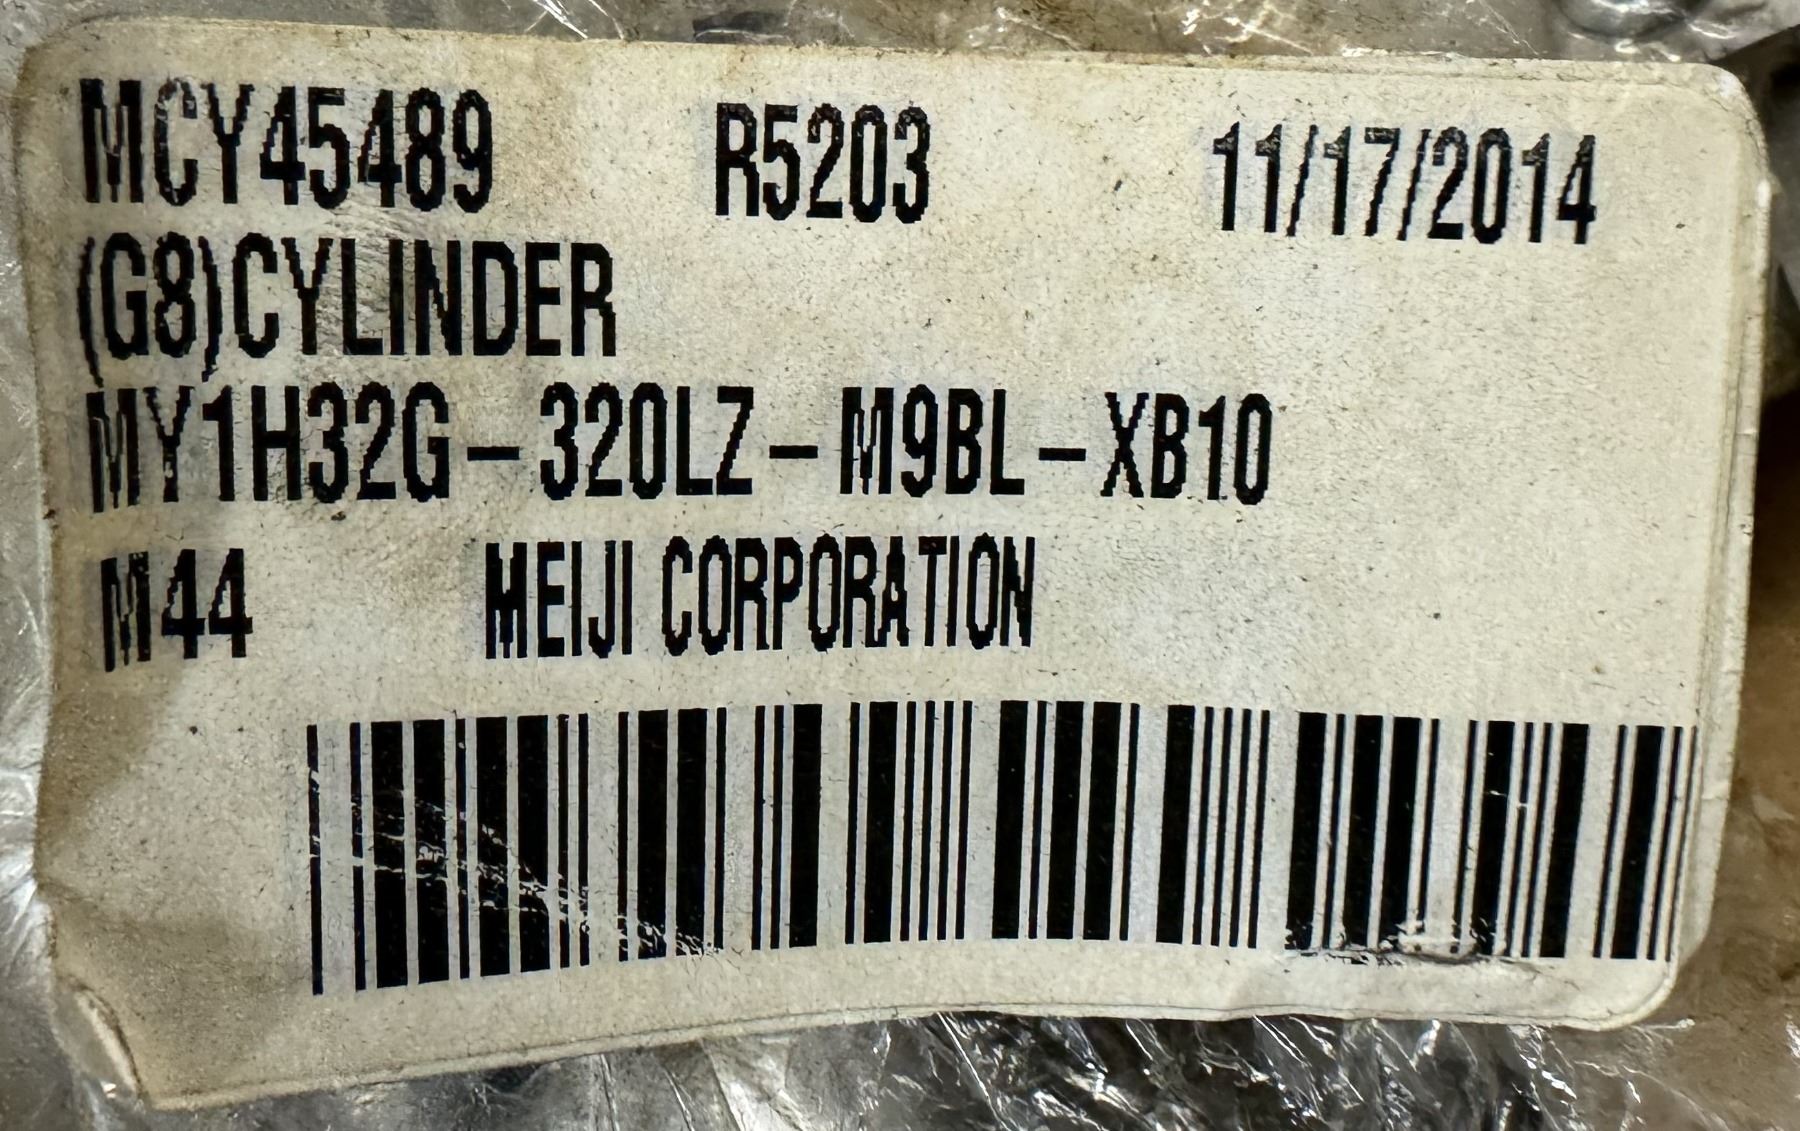 MCY45489 R5203 11/17/2014
(G8)CYLINDER
MY1H32G-320LZ-M9BL-XB10
M44 MEIJI CORPORATION